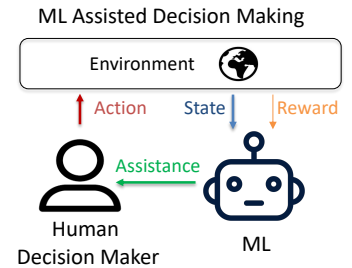 ML Assisted Decision Making
Environment
Action
State
Reward
Assistance
Human
Decision Maker
ML